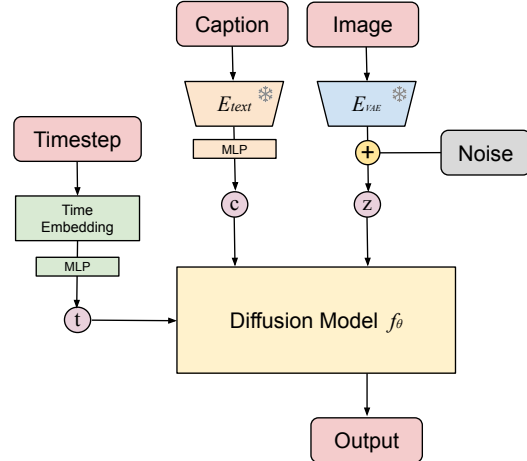 Caption
Image
E_text
E_VAE
Timestep
MLP
+
Noise
Time
Embedding
c
z
MLP
t
Diffusion Model f_θ
Output